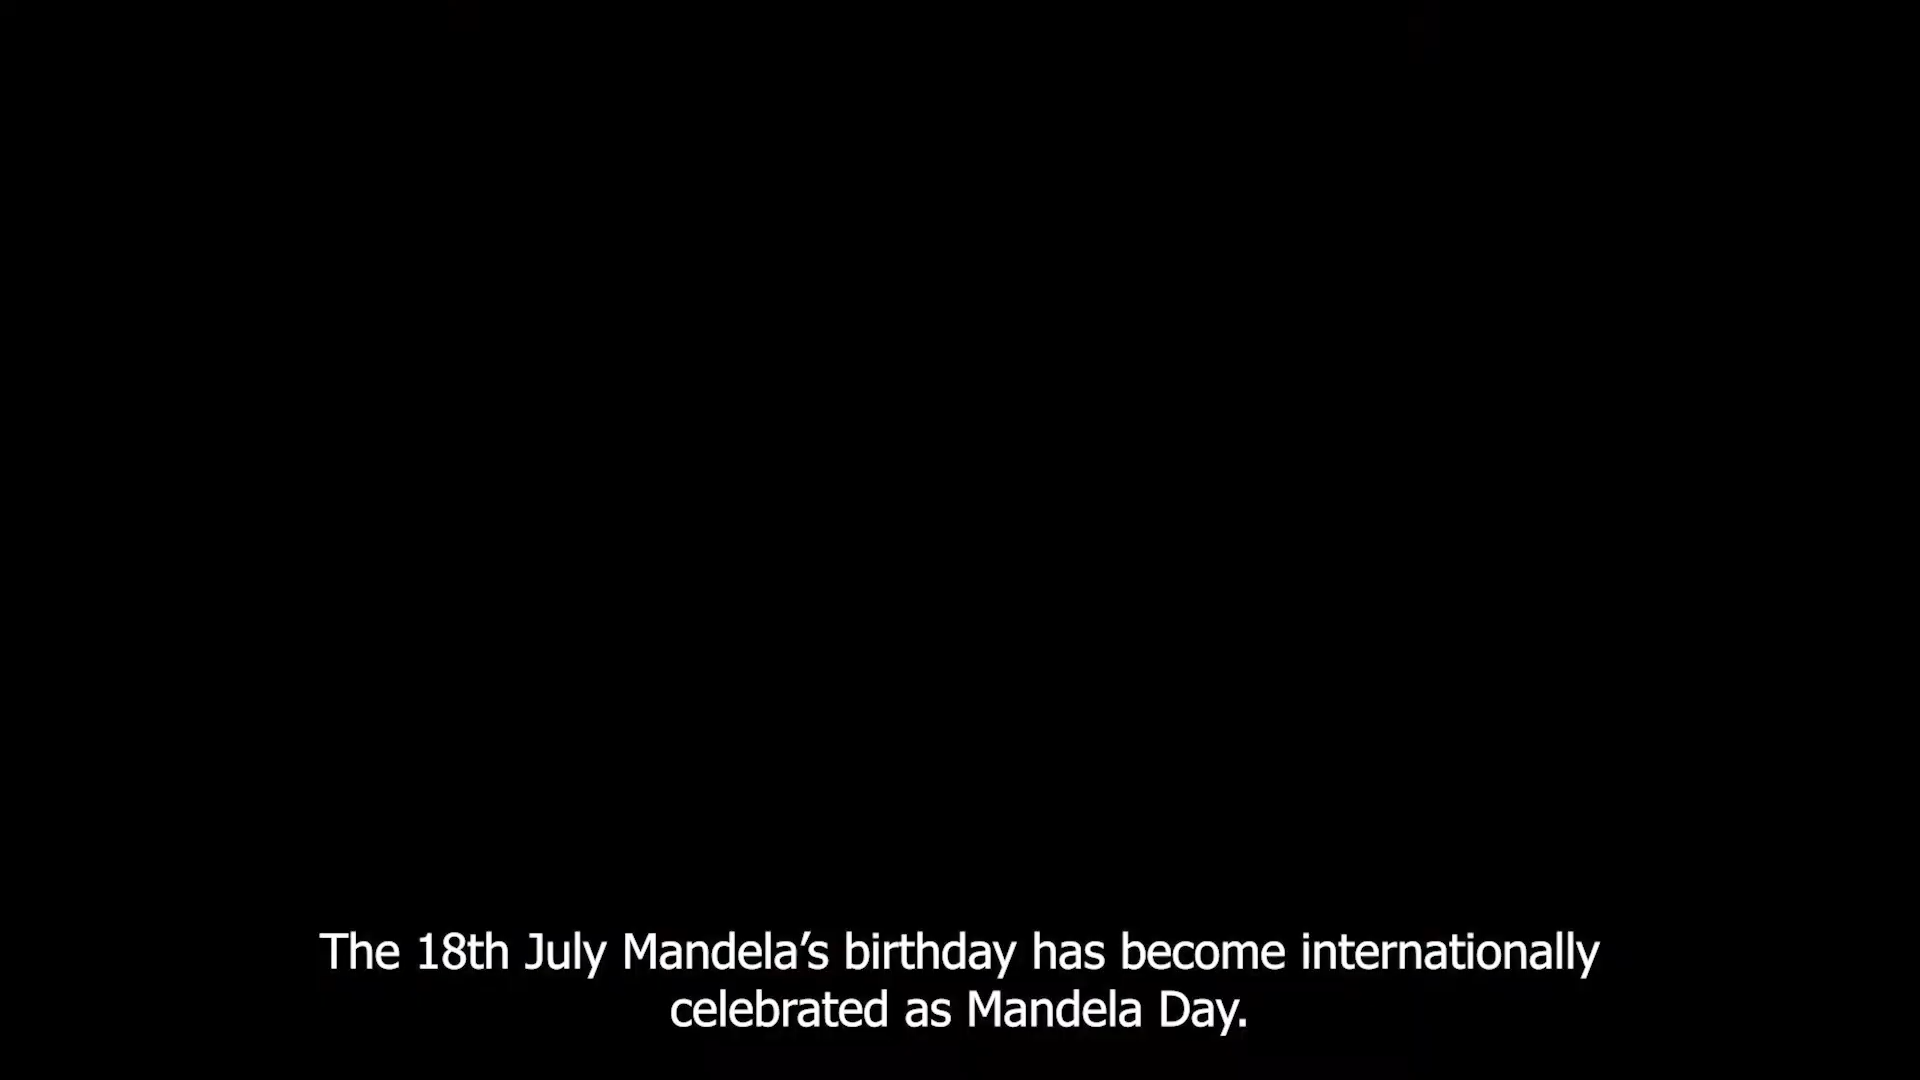 The 18th July Mandela’s birthday has become internationally
celebrated as Mandela Day.